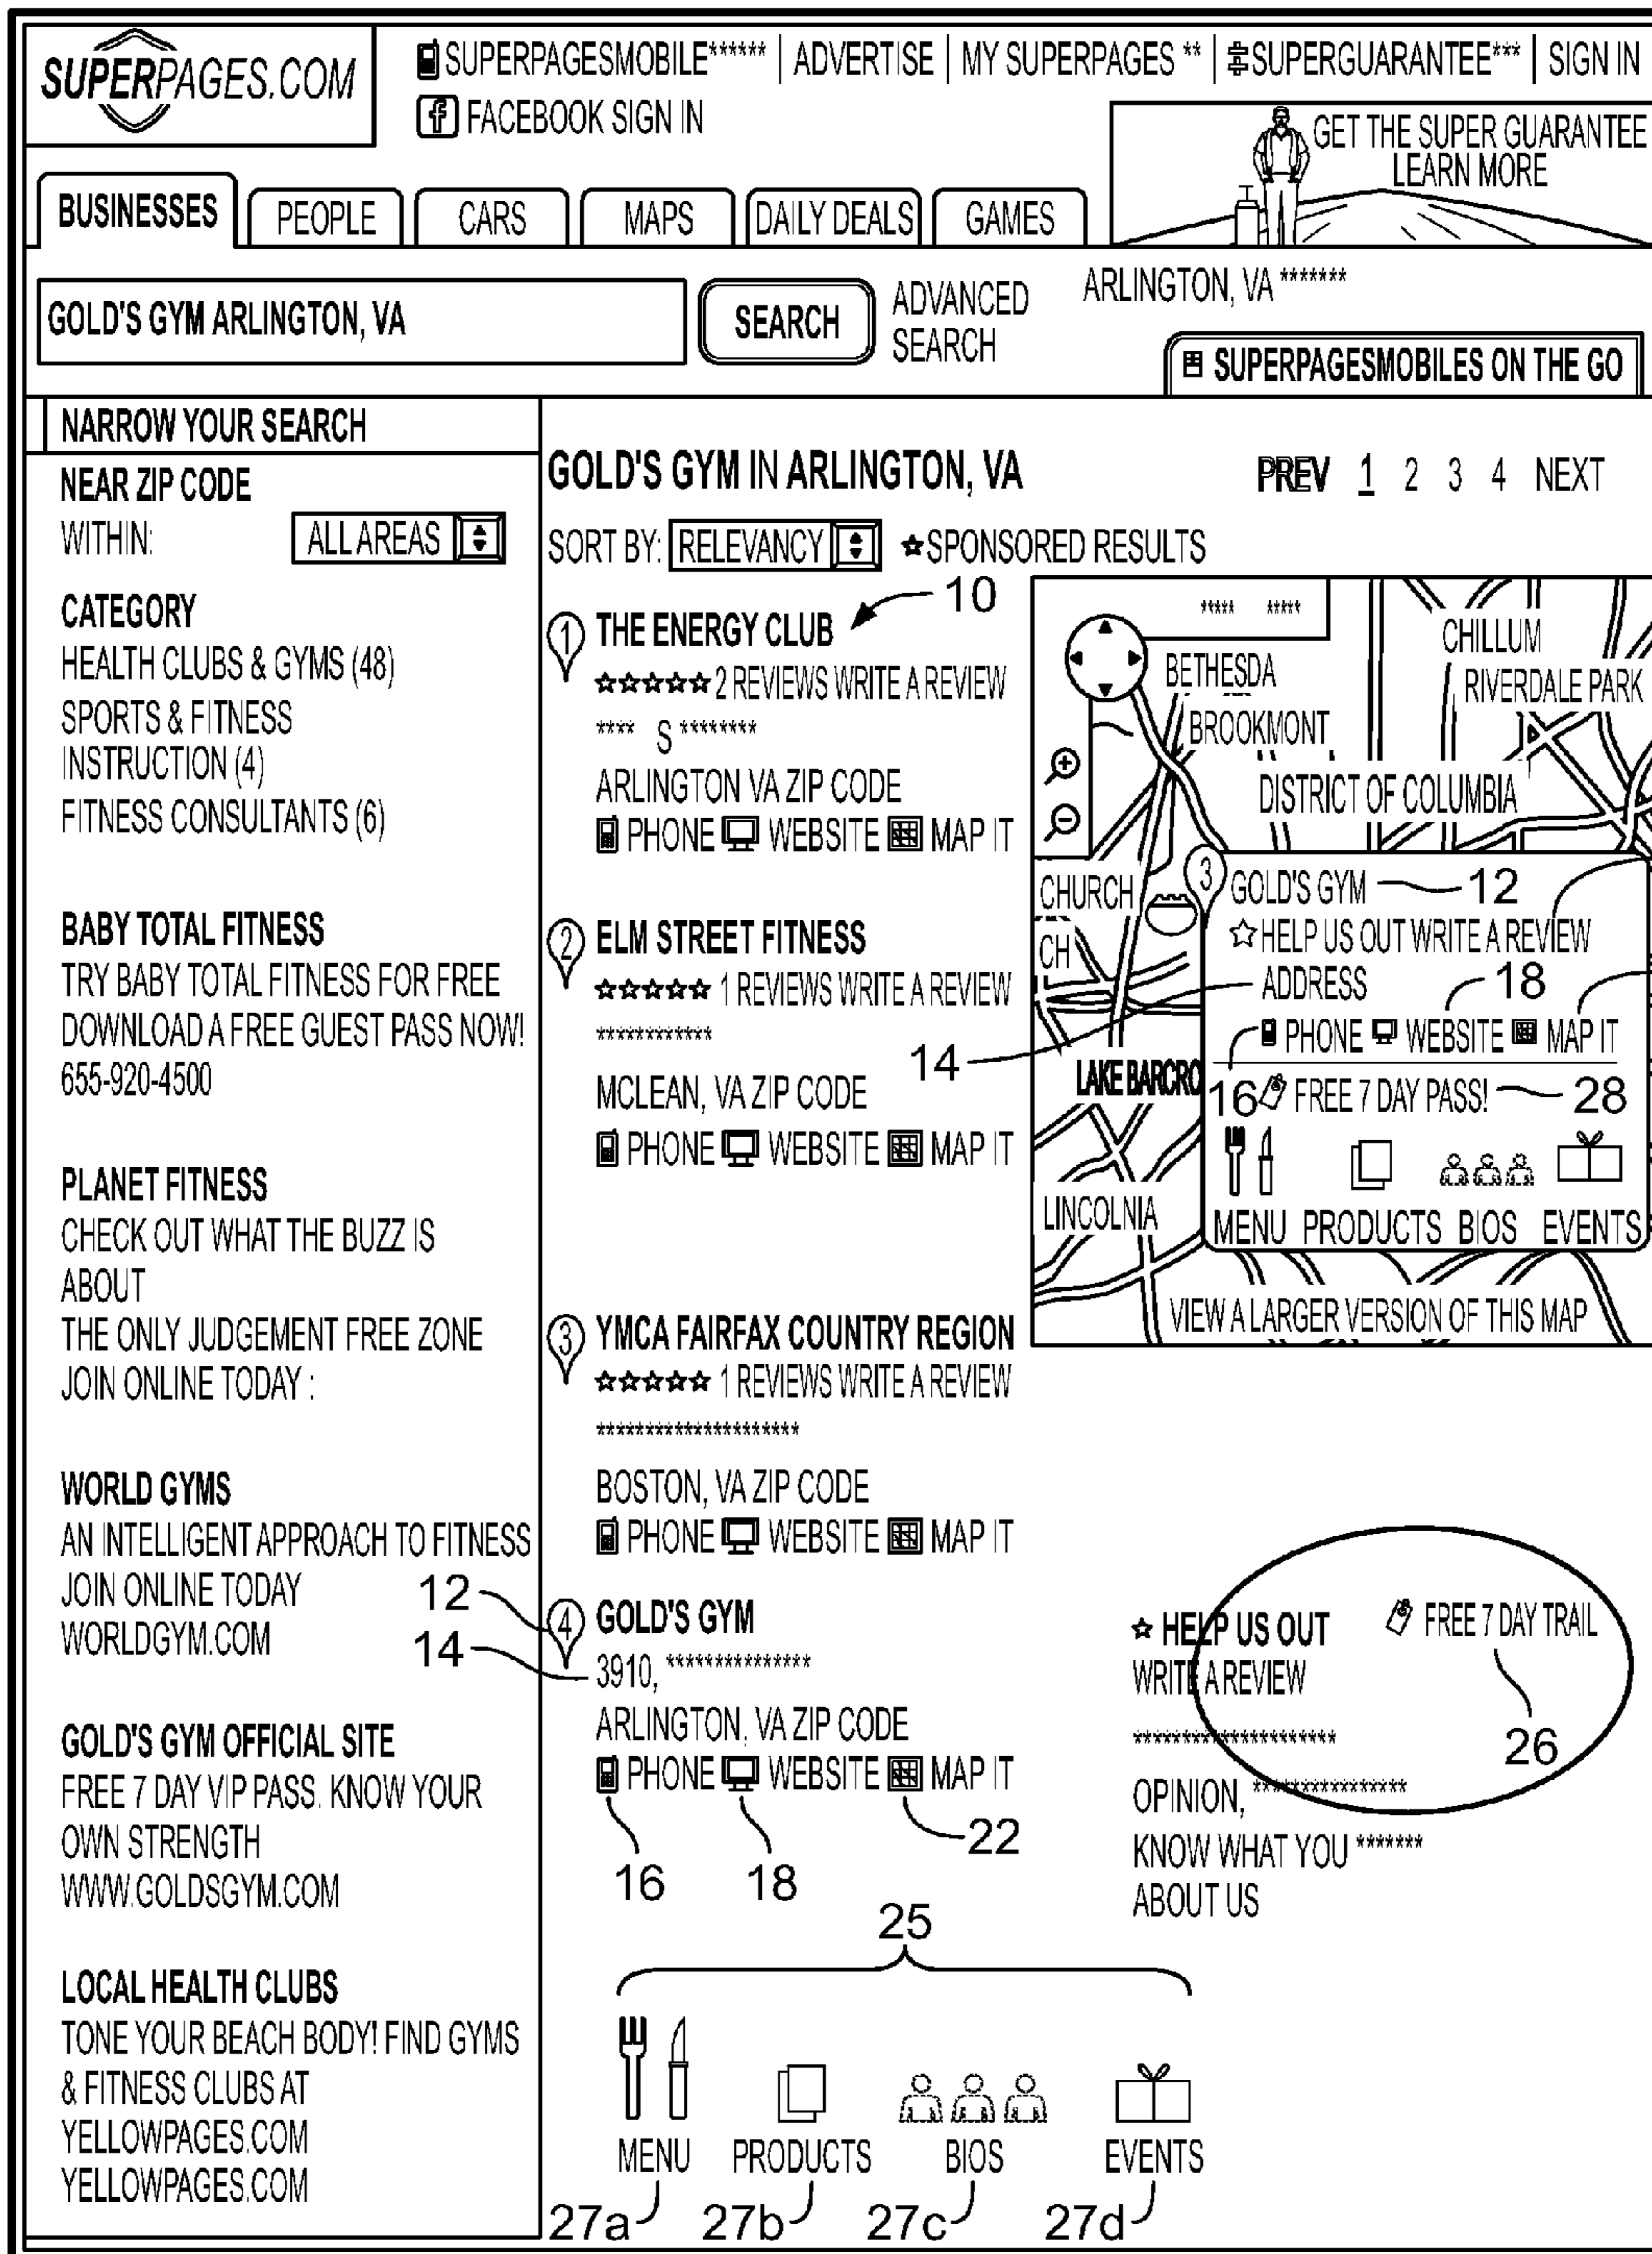 SUPERPAGES.COM
SUPERPAGESMOBILE****** | ADVERTISE | MY SUPERPAGES ** | SUPERGUARANTEE*** | SIGN IN
f FACEBOOK SIGN IN
GET THE SUPER GUARANTEE
LEARN MORE
BUSINESSES PEOPLE CARS MAPS DAILY DEALS GAMES
GOLD'S GYM ARLINGTON, VA
SEARCH
ADVANCED
SEARCH
ARLINGTON, VA *******
SUPERPAGESMOBILES ON THE GO
NARROW YOUR SEARCH
NEAR ZIP CODE
WITHIN: ALL AREAS
CATEGORY
HEALTH CLUBS & GYMS (48)
SPORTS & FITNESS
INSTRUCTION (4)
FITNESS CONSULTANTS (6)
BABY TOTAL FITNESS
TRY BABY TOTAL FITNESS FOR FREE
DOWNLOAD A FREE GUEST PASS NOW!
655-920-4500
PLANET FITNESS
CHECK OUT WHAT THE BUZZ IS
ABOUT
THE ONLY JUDGEMENT FREE ZONE
JOIN ONLINE TODAY :
WORLD GYMS
AN INTELLIGENT APPROACH TO FITNESS
JOIN ONLINE TODAY
WORLDGYM.COM
GOLD'S GYM OFFICIAL SITE
FREE 7 DAY VIP PASS. KNOW YOUR
OWN STRENGTH
WWW.GOLDSGYM.COM
LOCAL HEALTH CLUBS
TONE YOUR BEACH BODY! FIND GYMS
& FITNESS CLUBS AT
YELLOWPAGES.COM
YELLOWPAGES.COM
GOLD'S GYM IN ARLINGTON, VA
PREV 1 2 3 4 NEXT
SORT BY: RELEVANCY SPONSORED RESULTS
10
1 THE ENERGY CLUB
2 REVIEWS WRITE A REVIEW
**** S ********
ARLINGTON VA ZIP CODE
PHONE WEBSITE MAP IT
2 ELM STREET FITNESS
1 REVIEWS WRITE A REVIEW
************
MCLEAN, VA ZIP CODE
PHONE WEBSITE MAP IT
3 YMCA FAIRFAX COUNTRY REGION
1 REVIEWS WRITE A REVIEW
*********************
BOSTON, VA ZIP CODE
PHONE WEBSITE MAP IT
12
4 GOLD'S GYM
14
3910, ***************
ARLINGTON, VA ZIP CODE
PHONE WEBSITE MAP IT
16 18 22
***** *****
BETHESDA
CHILLUM
RIVERDALE PARK
BROOKMONT
DISTRICT OF COLUMBIA
CHURCH
CH
3 GOLD'S GYM 12
HELP US OUT WRITE A REVIEW
ADDRESS 18
14
PHONE WEBSITE MAP IT
LAKE BARCRO
16 FREE 7 DAY PASS! 28
LINCOLNIA
MENU PRODUCTS BIOS EVENTS
VIEW A LARGER VERSION OF THIS MAP
HELP US OUT
WRITE A REVIEW
*********************
OPINION, ****************
KNOW WHAT YOU *******
ABOUT US
FREE 7 DAY TRAIL
26
25
MENU PRODUCTS BIOS EVENTS
27a 27b 27c 27d